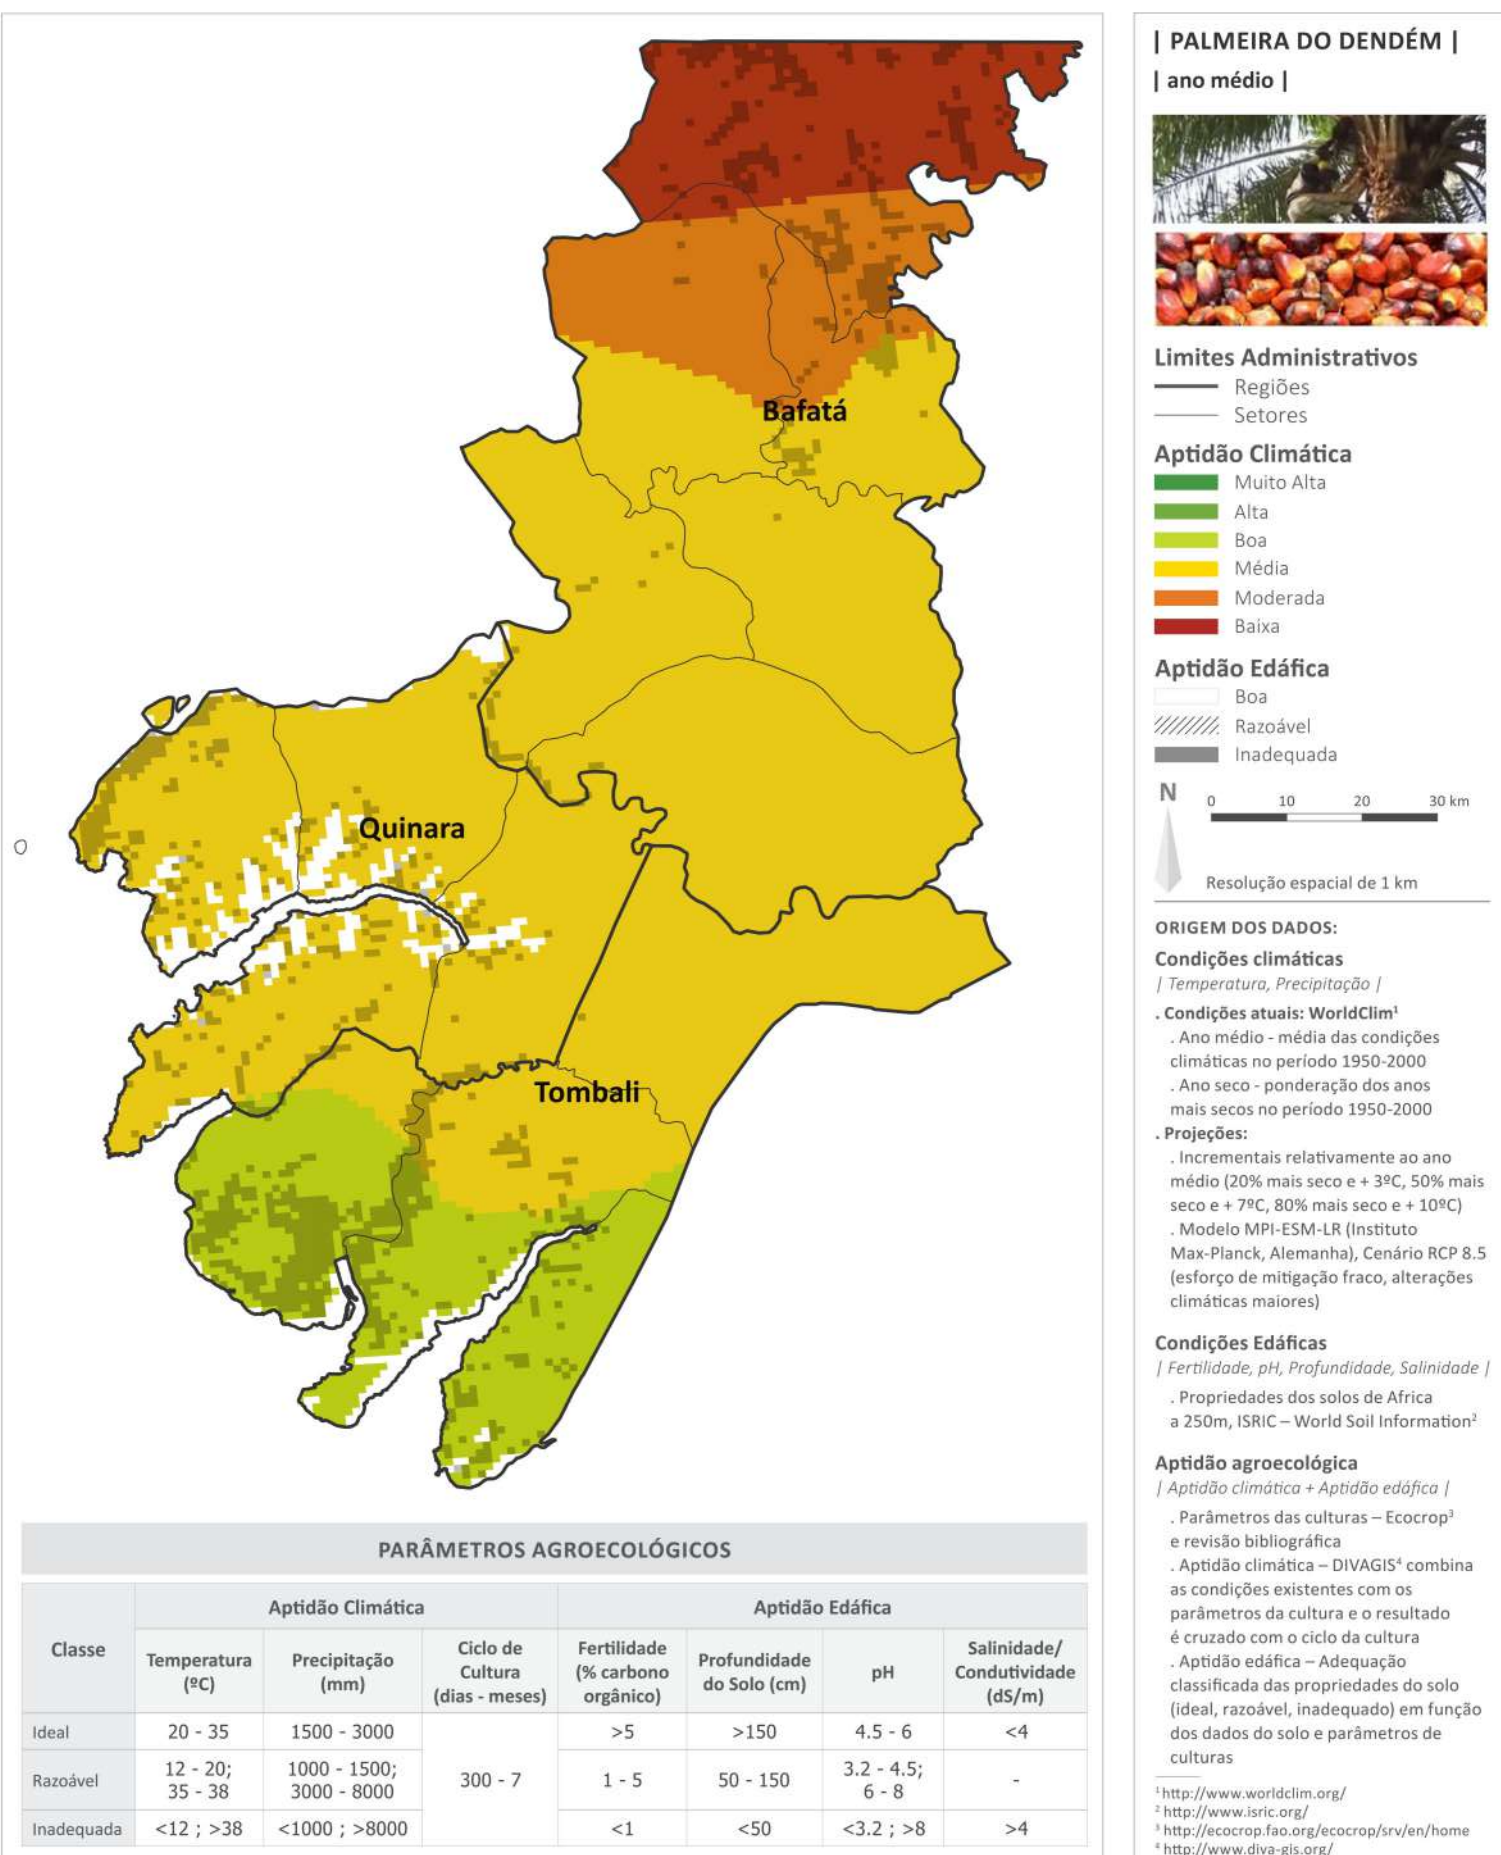 | PALMEIRA DO DENDÉM |
| ano médio |
Limites Administrativos
Regiões
Setores
Aptidão Climática
Muito Alta
Alta
Boa
Média
Moderada
Baixa
Aptidão Edáfica
Boa
Razoável
Inadequada
N
0 10 20 30 km
Resolução espacial de 1 km
ORIGEM DOS DADOS:
Condições climáticas
| Temperatura, Precipitação |
. Condições atuais: WorldClim¹
. Ano médio - média das condições
climáticas no período 1950-2000
. Ano seco - ponderação dos anos
mais secos no período 1950-2000
. Projeções:
. Incrementais relativamente ao ano
médio (20% mais seco e + 3ºC, 50% mais
seco e + 7ºC, 80% mais seco e + 10ºC)
. Modelo MPI-ESM-LR (Instituto
Max-Planck, Alemanha), Cenário RCP 8.5
(esforço de mitigação fraco, alterações
climáticas maiores)
Condições Edáficas
| Fertilidade, pH, Profundidade, Salinidade |
. Propriedades dos solos de Africa
a 250m, ISRIC – World Soil Information²
Aptidão agroecológica
| Aptidão climática + Aptidão edáfica |
. Parâmetros das culturas – Ecocrop³
e revisão bibliográfica
. Aptidão climática – DIVAGIS⁴ combina
as condições existentes com os
parâmetros da cultura e o resultado
é cruzado com o ciclo da cultura
. Aptidão edáfica – Adequação
classificada das propriedades do solo
(ideal, razoável, inadequado) em função
dos dados do solo e parâmetros de
culturas
¹ http://www.worldclim.org/
² http://www.isric.org/
³ http://ecocrop.fao.org/ecocrop/srv/en/home
⁴ http://www.diva-gis.org/
Bafatá
Quinara
Tombali
PARÂMETROS AGROECOLÓGICOS
Classe
Aptidão Climática
Aptidão Edáfica
Temperatura
(ºC)
Precipitação
(mm)
Ciclo de
Cultura
(dias - meses)
Fertilidade
(% carbono
orgânico)
Profundidade
do Solo (cm)
pH
Salinidade/
Condutividade
(dS/m)
Ideal 20 - 35 1500 - 3000 >5 >150 4.5 - 6 <4
Razoável 12 - 20; 35 - 38 1000 - 1500; 3000 - 8000 300 - 7 1 - 5 50 - 150 3.2 - 4.5; 6 - 8 -
Inadequada <12 ; >38 <1000 ; >8000 <1 <50 <3.2 ; >8 >4